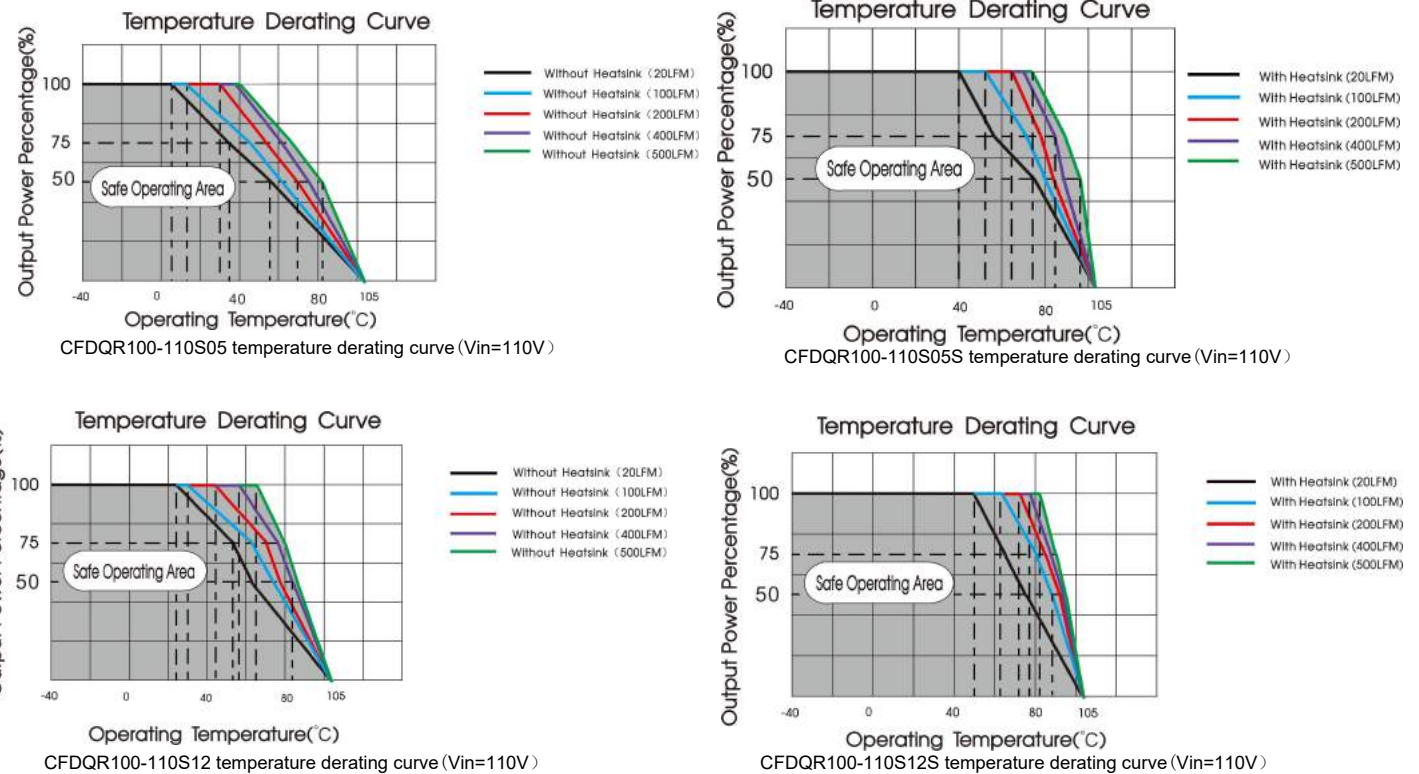 Temperature Derating Curve
Output Power Percentage(%)
100
75
50
Safe Operating Area
-40
0
40
80
105
Operating Temperature(°C)
Without Heatsink（20LFM）
Without Heatsink（100LFM）
Without Heatsink（200LFM）
Without Heatsink（400LFM）
Without Heatsink（500LFM）
CFDQR100-110S05 temperature derating curve（Vin=110V）
Temperature Derating Curve
Output Power Percentage(%)
100
75
50
Safe Operating Area
-40
0
40
80
105
Operating Temperature(°C)
With Heatsink (20LFM)
With Heatsink (100LFM)
With Heatsink (200LFM)
With Heatsink (400LFM)
With Heatsink (500LFM)
CFDQR100-110S05S temperature derating curve（Vin=110V）
Temperature Derating Curve
100
75
50
Safe Operating Area
-40
0
40
80
105
Operating Temperature(°C)
Without Heatsink（20LFM）
Without Heatsink（100LFM）
Without Heatsink（200LFM）
Without Heatsink（400LFM）
Without Heatsink（500LFM）
CFDQR100-110S12 temperature derating curve（Vin=110V）
Temperature Derating Curve
Output Power Percentage(%)
100
75
50
Safe Operating Area
-40
0
40
80
105
Operating Temperature(°C)
With Heatsink (20LFM)
With Heatsink (100LFM)
With Heatsink (200LFM)
With Heatsink (400LFM)
With Heatsink (500LFM)
CFDQR100-110S12S temperature derating curve（Vin=110V）